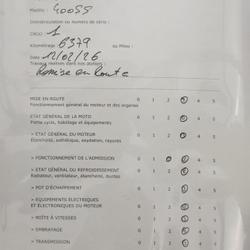 Modèle : 400SS
Immatriculation ou numéro de série :
CH(S) : 1
Kilométrage 6379 ou Miles :
Date : 12/02/26
Travaux réalisés dans nos ateliers :
Remise en Route
MISE EN ROUTE 0 1 2 3 4 5
Fonctionnement général du moteur et des organes
ÉTAT GÉNÉRAL DE LA MOTO 0 1 2 3 4 5
Partie cycle, habillage et équipements
> ÉTAT GÉNÉRAL DU MOTEUR 0 1 2 3 4 5
Étanchéité, esthétique, oxydation, rayures
> FONCTIONNEMENT DE L'ADMISSION 0 1 2 3 4 5
> ÉTAT GÉNÉRAL DU REFROIDISSEMENT 0 1 2 3 4 5
Radiateur, ventilateur, étanchéité, durites
> POT D'ÉCHAPPEMENT 0 1 2 3 4 5
> ÉQUIPEMENTS ÉLECTRIQUES 0 1 2 3 4 5
ET ÉLECTRONIQUES DU MOTEUR
> BOÎTE À VITESSES 0 1 2 3 4 5
> EMBRAYAGE 0 1 2 3 4 5
> TRANSMISSION 0 1 2 3 4 5